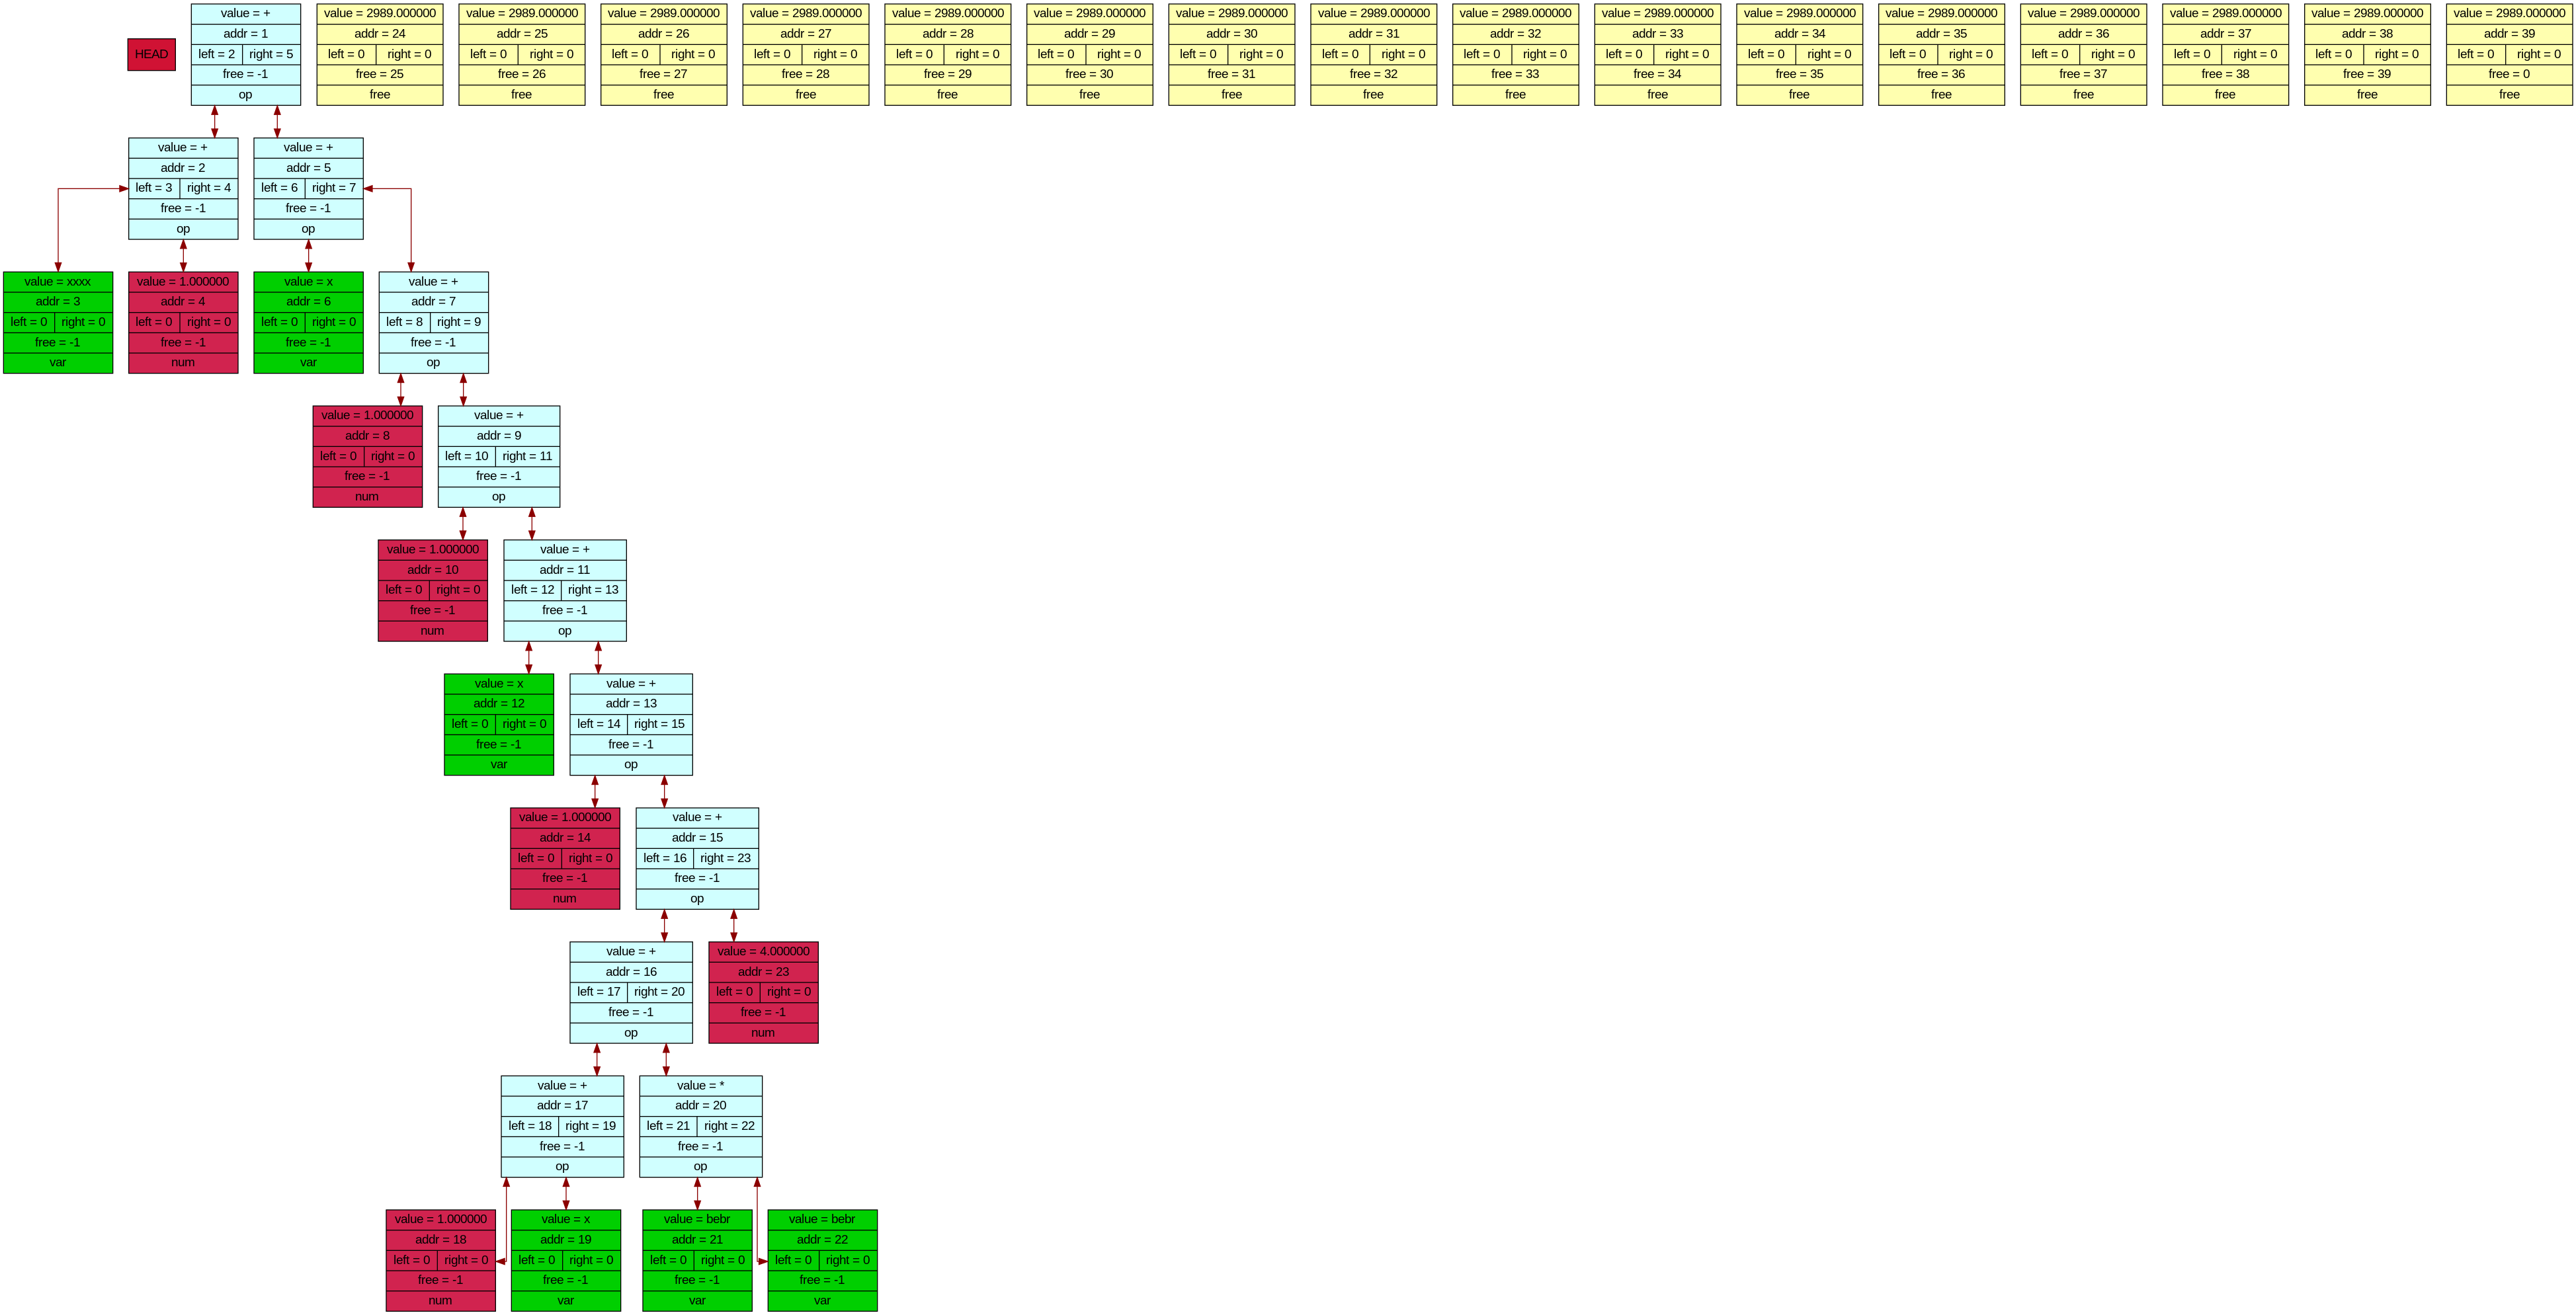 HEAD
value = +
addr = 1
left = 2 right = 5
free = -1
op
value = 2989.000000
addr = 24
left = 0 right = 0
free = 25
free
value = 2989.000000
addr = 25
left = 0 right = 0
free = 26
free
value = 2989.000000
addr = 26
left = 0 right = 0
free = 27
free
value = 2989.000000
addr = 27
left = 0 right = 0
free = 28
free
value = 2989.000000
addr = 28
left = 0 right = 0
free = 29
free
value = 2989.000000
addr = 29
left = 0 right = 0
free = 30
free
value = 2989.000000
addr = 30
left = 0 right = 0
free = 31
free
value = 2989.000000
addr = 31
left = 0 right = 0
free = 32
free
value = 2989.000000
addr = 32
left = 0 right = 0
free = 33
free
value = 2989.000000
addr = 33
left = 0 right = 0
free = 34
free
value = 2989.000000
addr = 34
left = 0 right = 0
free = 35
free
value = 2989.000000
addr = 35
left = 0 right = 0
free = 36
free
value = 2989.000000
addr = 36
left = 0 right = 0
free = 37
free
value = 2989.000000
addr = 37
left = 0 right = 0
free = 38
free
value = 2989.000000
addr = 38
left = 0 right = 0
free = 39
free
value = 2989.000000
addr = 39
left = 0 right = 0
free = 0
free
value = +
addr = 2
left = 3 right = 4
free = -1
op
value = +
addr = 5
left = 6 right = 7
free = -1
op
value = xxxx
addr = 3
left = 0 right = 0
free = -1
var
value = 1.000000
addr = 4
left = 0 right = 0
free = -1
num
value = x
addr = 6
left = 0 right = 0
free = -1
var
value = +
addr = 7
left = 8 right = 9
free = -1
op
value = 1.000000
addr = 8
left = 0 right = 0
free = -1
num
value = +
addr = 9
left = 10 right = 11
free = -1
op
value = 1.000000
addr = 10
left = 0 right = 0
free = -1
num
value = +
addr = 11
left = 12 right = 13
free = -1
op
value = x
addr = 12
left = 0 right = 0
free = -1
var
value = +
addr = 13
left = 14 right = 15
free = -1
op
value = 1.000000
addr = 14
left = 0 right = 0
free = -1
num
value = +
addr = 15
left = 16 right = 23
free = -1
op
value = +
addr = 16
left = 17 right = 20
free = -1
op
value = 4.000000
addr = 23
left = 0 right = 0
free = -1
num
value = +
addr = 17
left = 18 right = 19
free = -1
op
value = *
addr = 20
left = 21 right = 22
free = -1
op
value = 1.000000
addr = 18
left = 0 right = 0
free = -1
num
value = x
addr = 19
left = 0 right = 0
free = -1
var
value = bebr
addr = 21
left = 0 right = 0
free = -1
var
value = bebr
addr = 22
left = 0 right = 0
free = -1
var